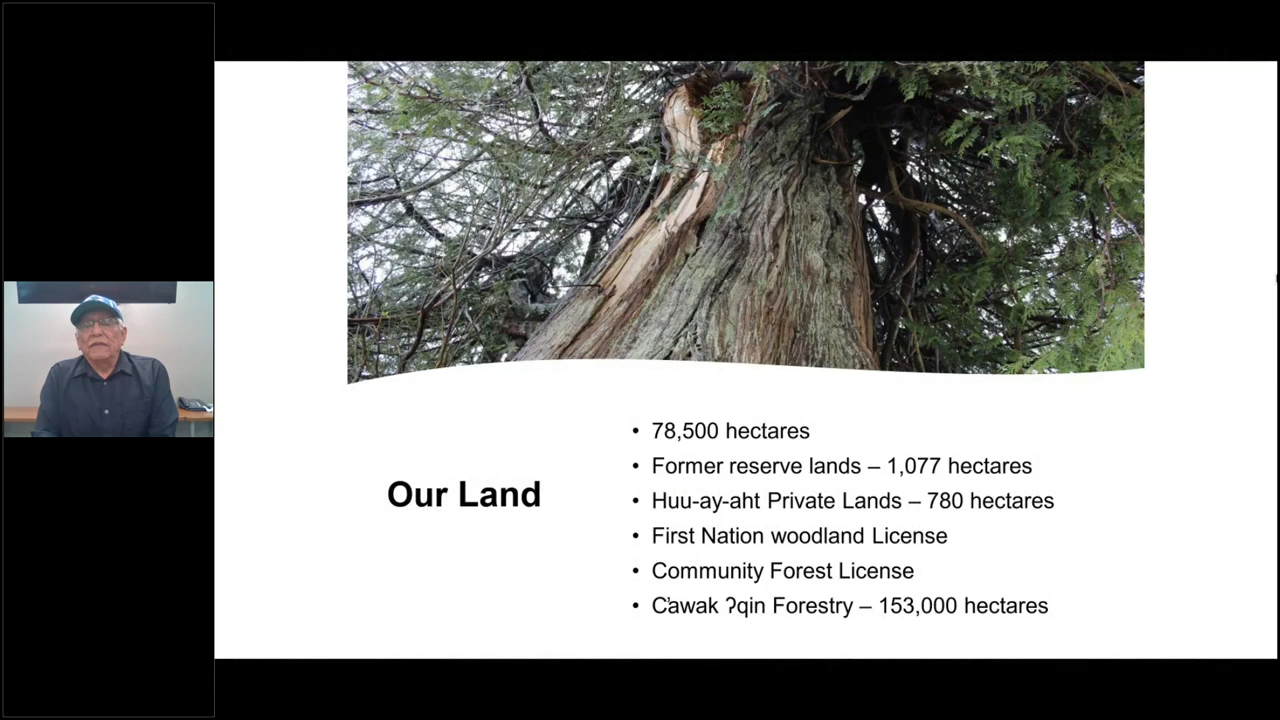 Our Land
• 78,500 hectares
• Former reserve lands – 1,077 hectares
• Huu-ay-aht Private Lands – 780 hectares
• First Nation woodland License
• Community Forest License
• C̓awak ʔqin Forestry – 153,000 hectares